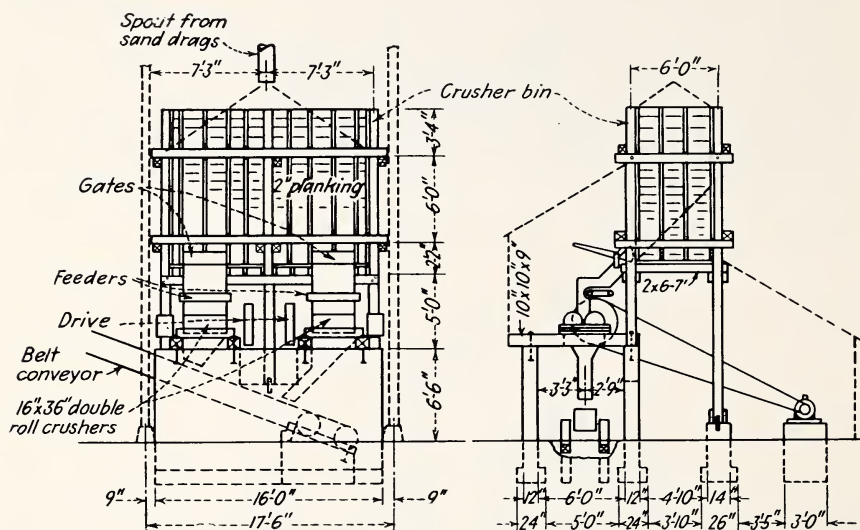 Spout from
sand drags
7'3" 7'3"
Crusher bin
6'0"
3'4"
Gates
2" planking
6'0"
22"
Feeders
5'0"
Drive
Belt
conveyor
6'6"
16"x36" double
roll crushers
9" 16'0" 9"
17'6"
10"x10"x9"
2x6-7'
3'3" 2'9"
12" 6'0" 12" 4'10" 14"
24" 5'0" 24" 3'10" 26" 3'5" 3'0"